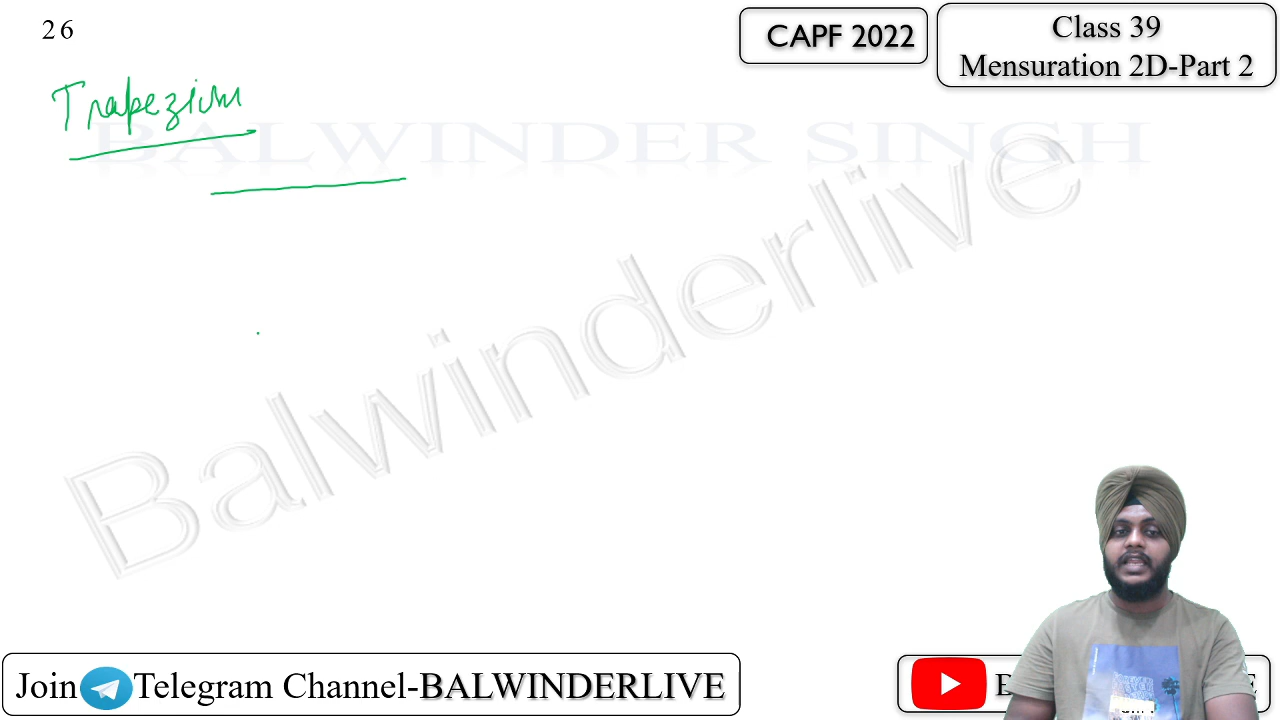 26
CAPF 2022
Class 39
Mensuration 2D-Part 2
Trapezium
BALWINDER SINGH
Balwinderlive
Join Telegram Channel-BALWINDERLIVE